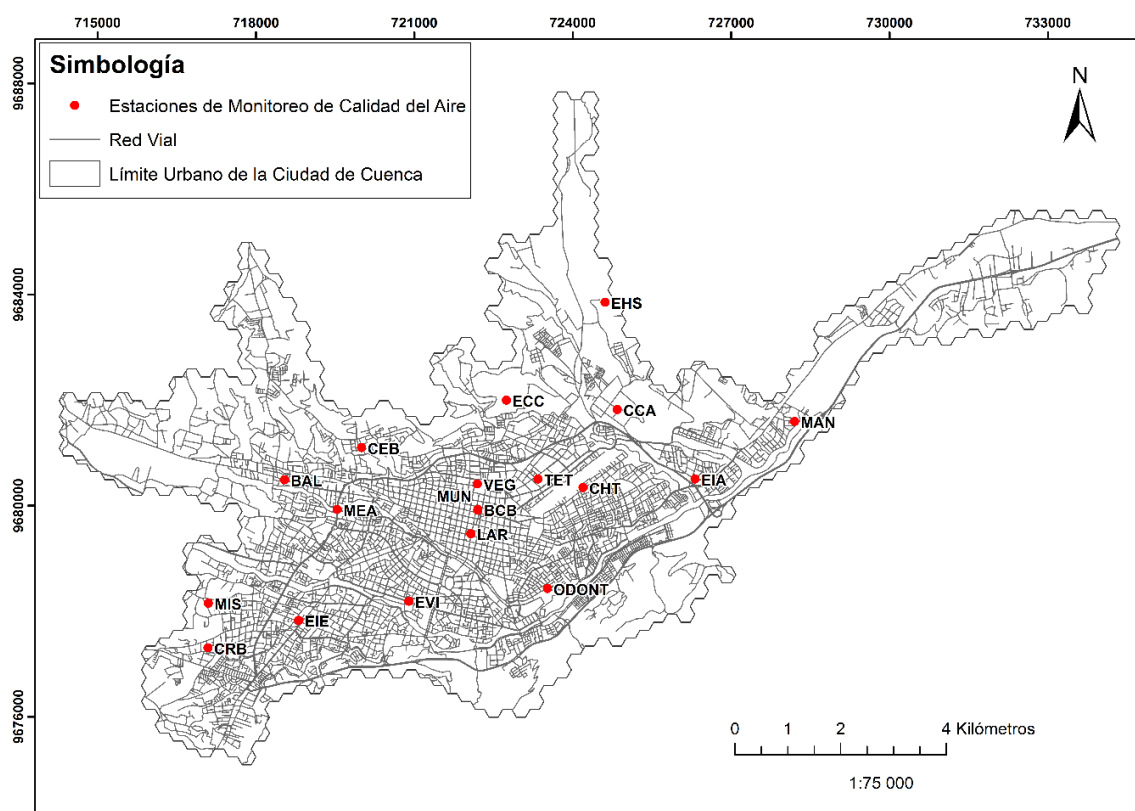 715000 718000 721000 724000 727000 730000 733000
9688000
9684000
9680000
9676000
Simbología
Estaciones de Monitoreo de Calidad del Aire
Red Vial
Límite Urbano de la Ciudad de Cuenca
N
EHS
ECC
CCA
MAN
CEB
BAL
VEG
TET
EIA
MUN
CHT
MEA
BCB
LAR
ODONT
MIS
EVI
EIE
CRB
0 1 2 4 Kilómetros
1:75 000